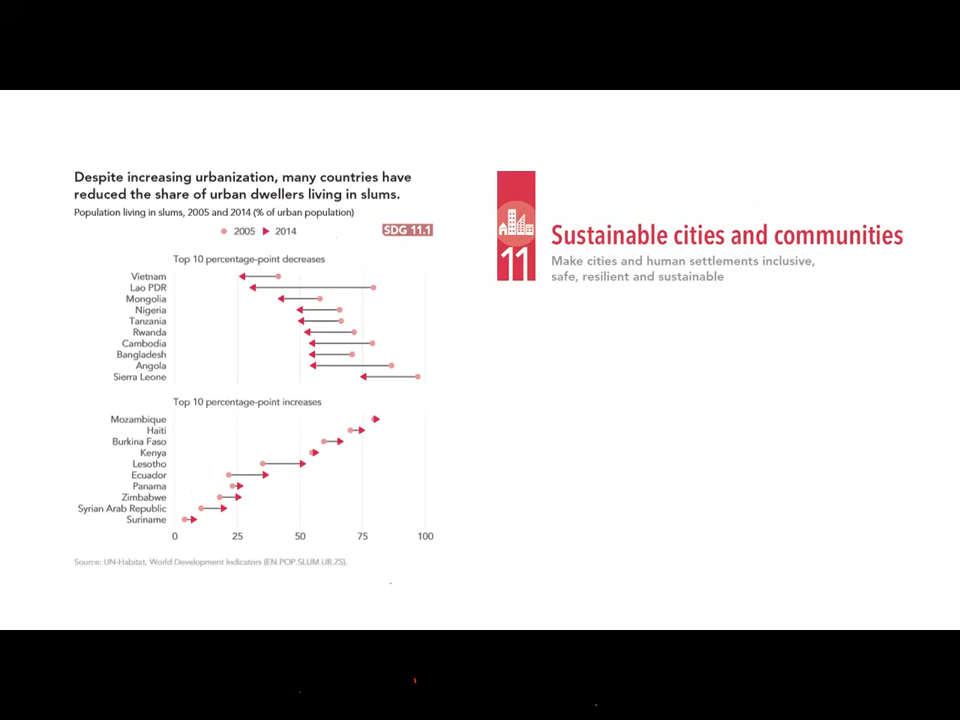 Despite increasing urbanization, many countries have
reduced the share of urban dwellers living in slums.
Population living in slums, 2005 and 2014 (% of urban population)
2005 2014
SDG 11.1
Top 10 percentage-point decreases
Vietnam
Lao PDR
Mongolia
Nigeria
Tanzania
Rwanda
Cambodia
Bangladesh
Angola
Sierra Leone
Top 10 percentage-point increases
Mozambique
Haiti
Burkina Faso
Kenya
Lesotho
Ecuador
Panama
Zimbabwe
Syrian Arab Republic
Suriname
0 25 50 75 100
Source: UN-Habitat, World Development Indicators (EN.POP.SLUM.UR.ZS).
11
Sustainable cities and communities
Make cities and human settlements inclusive,
safe, resilient and sustainable